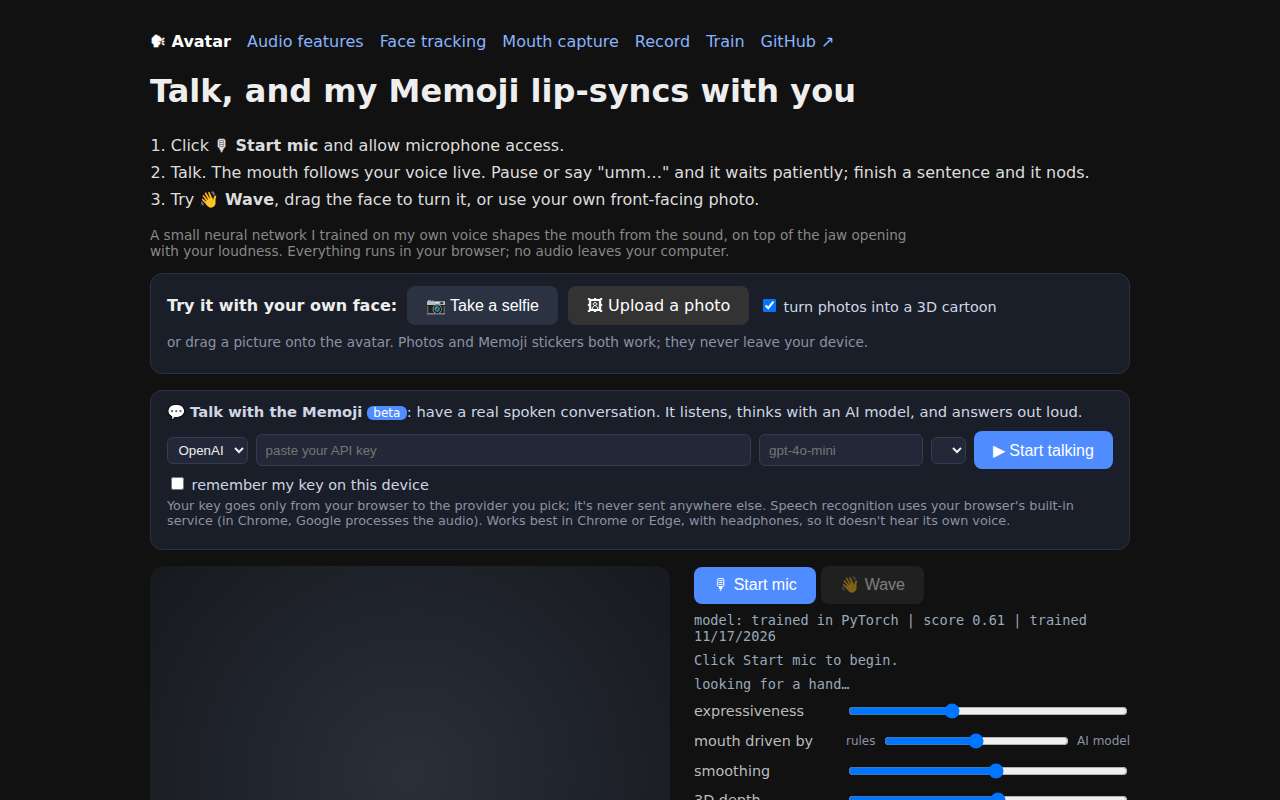 🗣 Avatar Audio features Face tracking Mouth capture Record Train GitHub ↗
Talk, and my Memoji lip-syncs with you
1. Click 🎙 Start mic and allow microphone access.
2. Talk. The mouth follows your voice live. Pause or say "umm…" and it waits patiently; finish a sentence and it nods.
3. Try 👋 Wave, drag the face to turn it, or use your own front-facing photo.
A small neural network I trained on my own voice shapes the mouth from the sound, on top of the jaw opening
with your loudness. Everything runs in your browser; no audio leaves your computer.
Try it with your own face: 📷 Take a selfie 🖼 Upload a photo turn photos into a 3D cartoon
or drag a picture onto the avatar. Photos and Memoji stickers both work; they never leave your device.
💬 Talk with the Memoji beta: have a real spoken conversation. It listens, thinks with an AI model, and answers out loud.
OpenAI paste your API key gpt-4o-mini ▶ Start talking
remember my key on this device
Your key goes only from your browser to the provider you pick; it's never sent anywhere else. Speech recognition uses your browser's built-in
service (in Chrome, Google processes the audio). Works best in Chrome or Edge, with headphones, so it doesn't hear its own voice.
🎙 Start mic 👋 Wave
model: trained in PyTorch | score 0.61 | trained
11/17/2026
Click Start mic to begin.
looking for a hand…
expressiveness
mouth driven by rules AI model
smoothing
3D depth